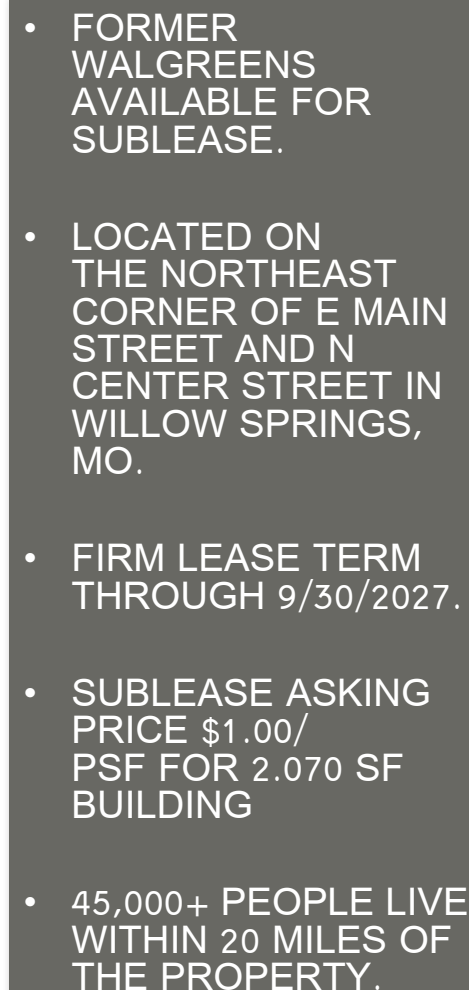 • FORMER
WALGREENS
AVAILABLE FOR
SUBLEASE.
• LOCATED ON
THE NORTHEAST
CORNER OF E MAIN
STREET AND N
CENTER STREET IN
WILLOW SPRINGS,
MO.
• FIRM LEASE TERM
THROUGH 9/30/2027.
• SUBLEASE ASKING
PRICE $1.00/
PSF FOR 2.070 SF
BUILDING
• 45,000+ PEOPLE LIVE
WITHIN 20 MILES OF
THE PROPERTY.